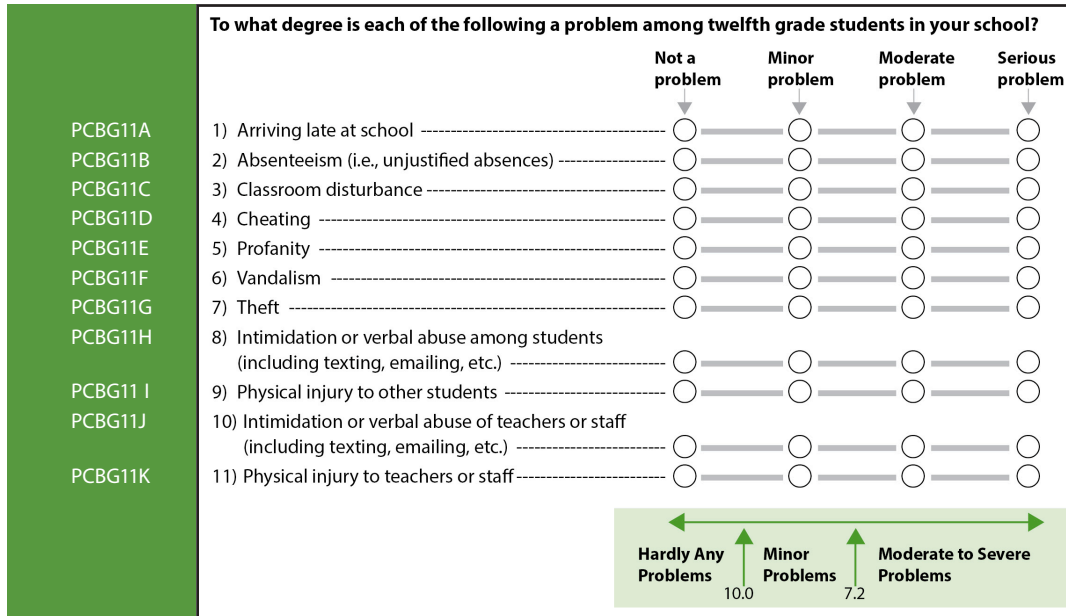 To what degree is each of the following a problem among twelfth grade students in your school?
Not a problem
Minor problem
Moderate problem
Serious problem
PCBG11A 1) Arriving late at school
PCBG11B 2) Absenteeism (i.e., unjustified absences)
PCBG11C 3) Classroom disturbance
PCBG11D 4) Cheating
PCBG11E 5) Profanity
PCBG11F 6) Vandalism
PCBG11G 7) Theft
PCBG11H 8) Intimidation or verbal abuse among students
(including texting, emailing, etc.)
PCBG11 I 9) Physical injury to other students
PCBG11J 10) Intimidation or verbal abuse of teachers or staff
(including texting, emailing, etc.)
PCBG11K 11) Physical injury to teachers or staff
Hardly Any Problems
10.0
Minor Problems
7.2
Moderate to Severe Problems